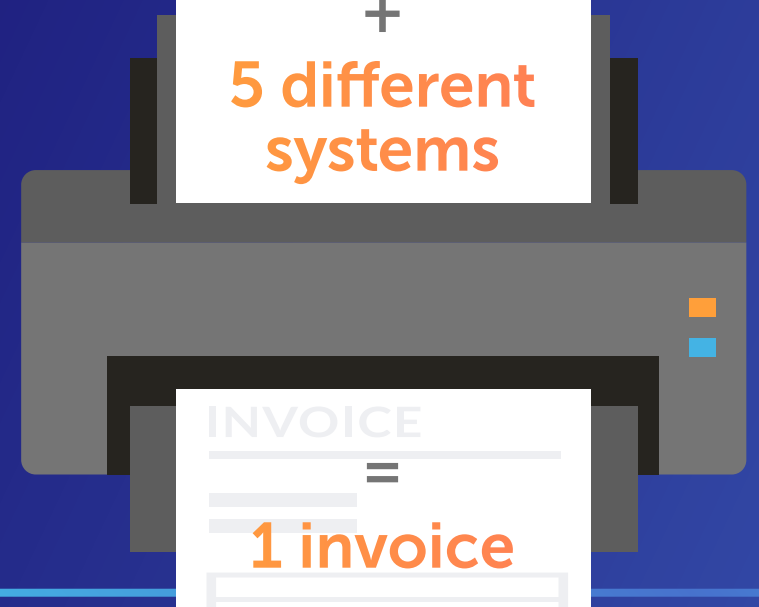 +
5 different
systems
INVOICE
=
1 invoice